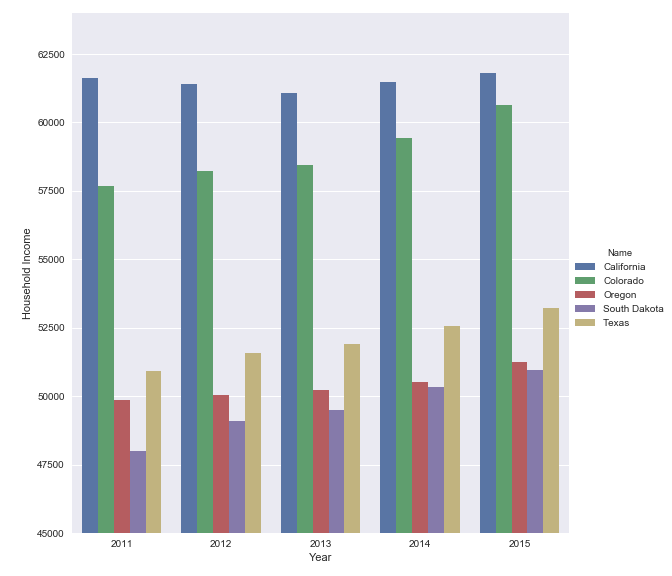 62500
60000
57500
55000
52500
50000
47500
45000
Household Income
2011 2012 2013 2014 2015
Year
Name
California
Colorado
Oregon
South Dakota
Texas